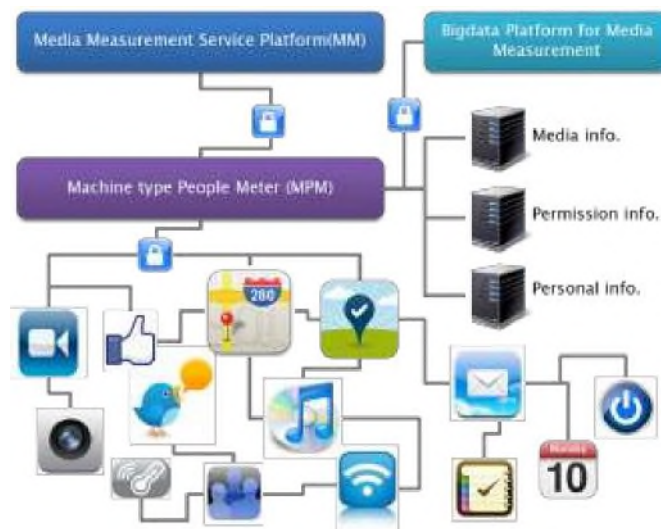 Media Measurement Service Platform(MM)
Bigdata Platform for Media
Measurement
Media info.
Machine type People Meter (MPM)
Permission info.
Personal info.
280
10